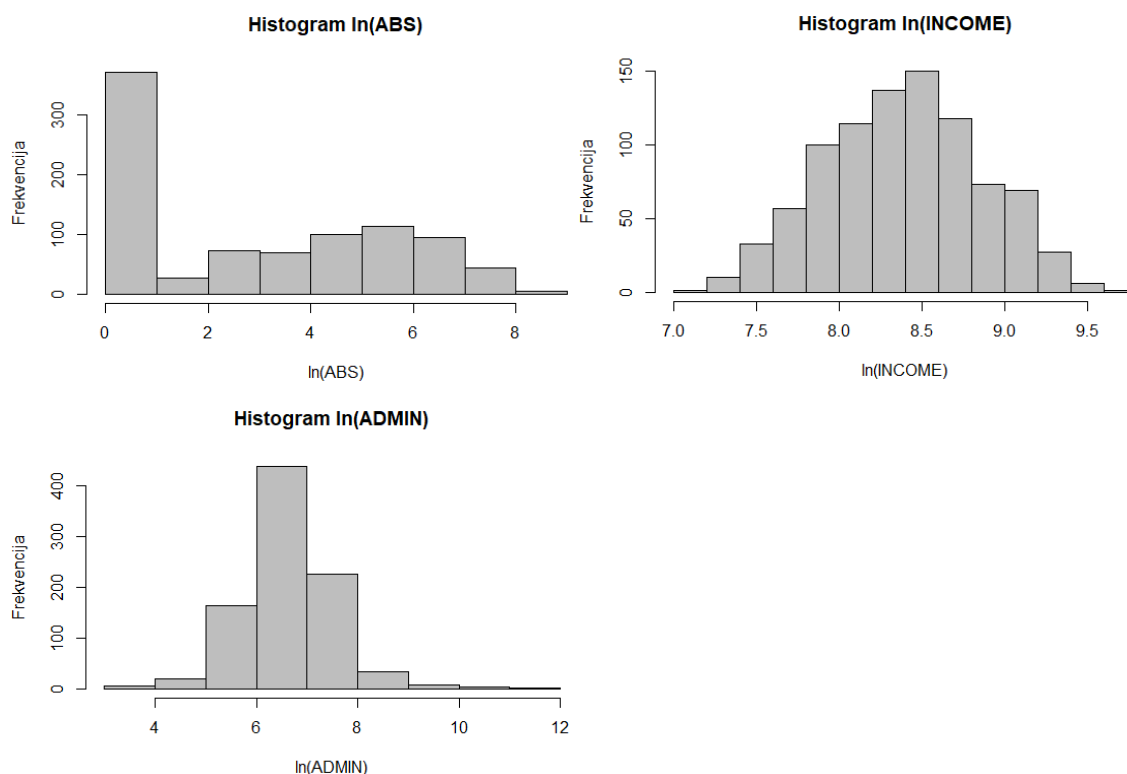 Histogram ln(ABS)
Frekvencija
0 100 200 300
0 2 4 6 8
ln(ABS)
Histogram ln(INCOME)
Frekvencija
0 50 100 150
7.0 7.5 8.0 8.5 9.0 9.5
ln(INCOME)
Histogram ln(ADMIN)
Frekvencija
0 100 200 300 400
4 6 8 10 12
ln(ADMIN)